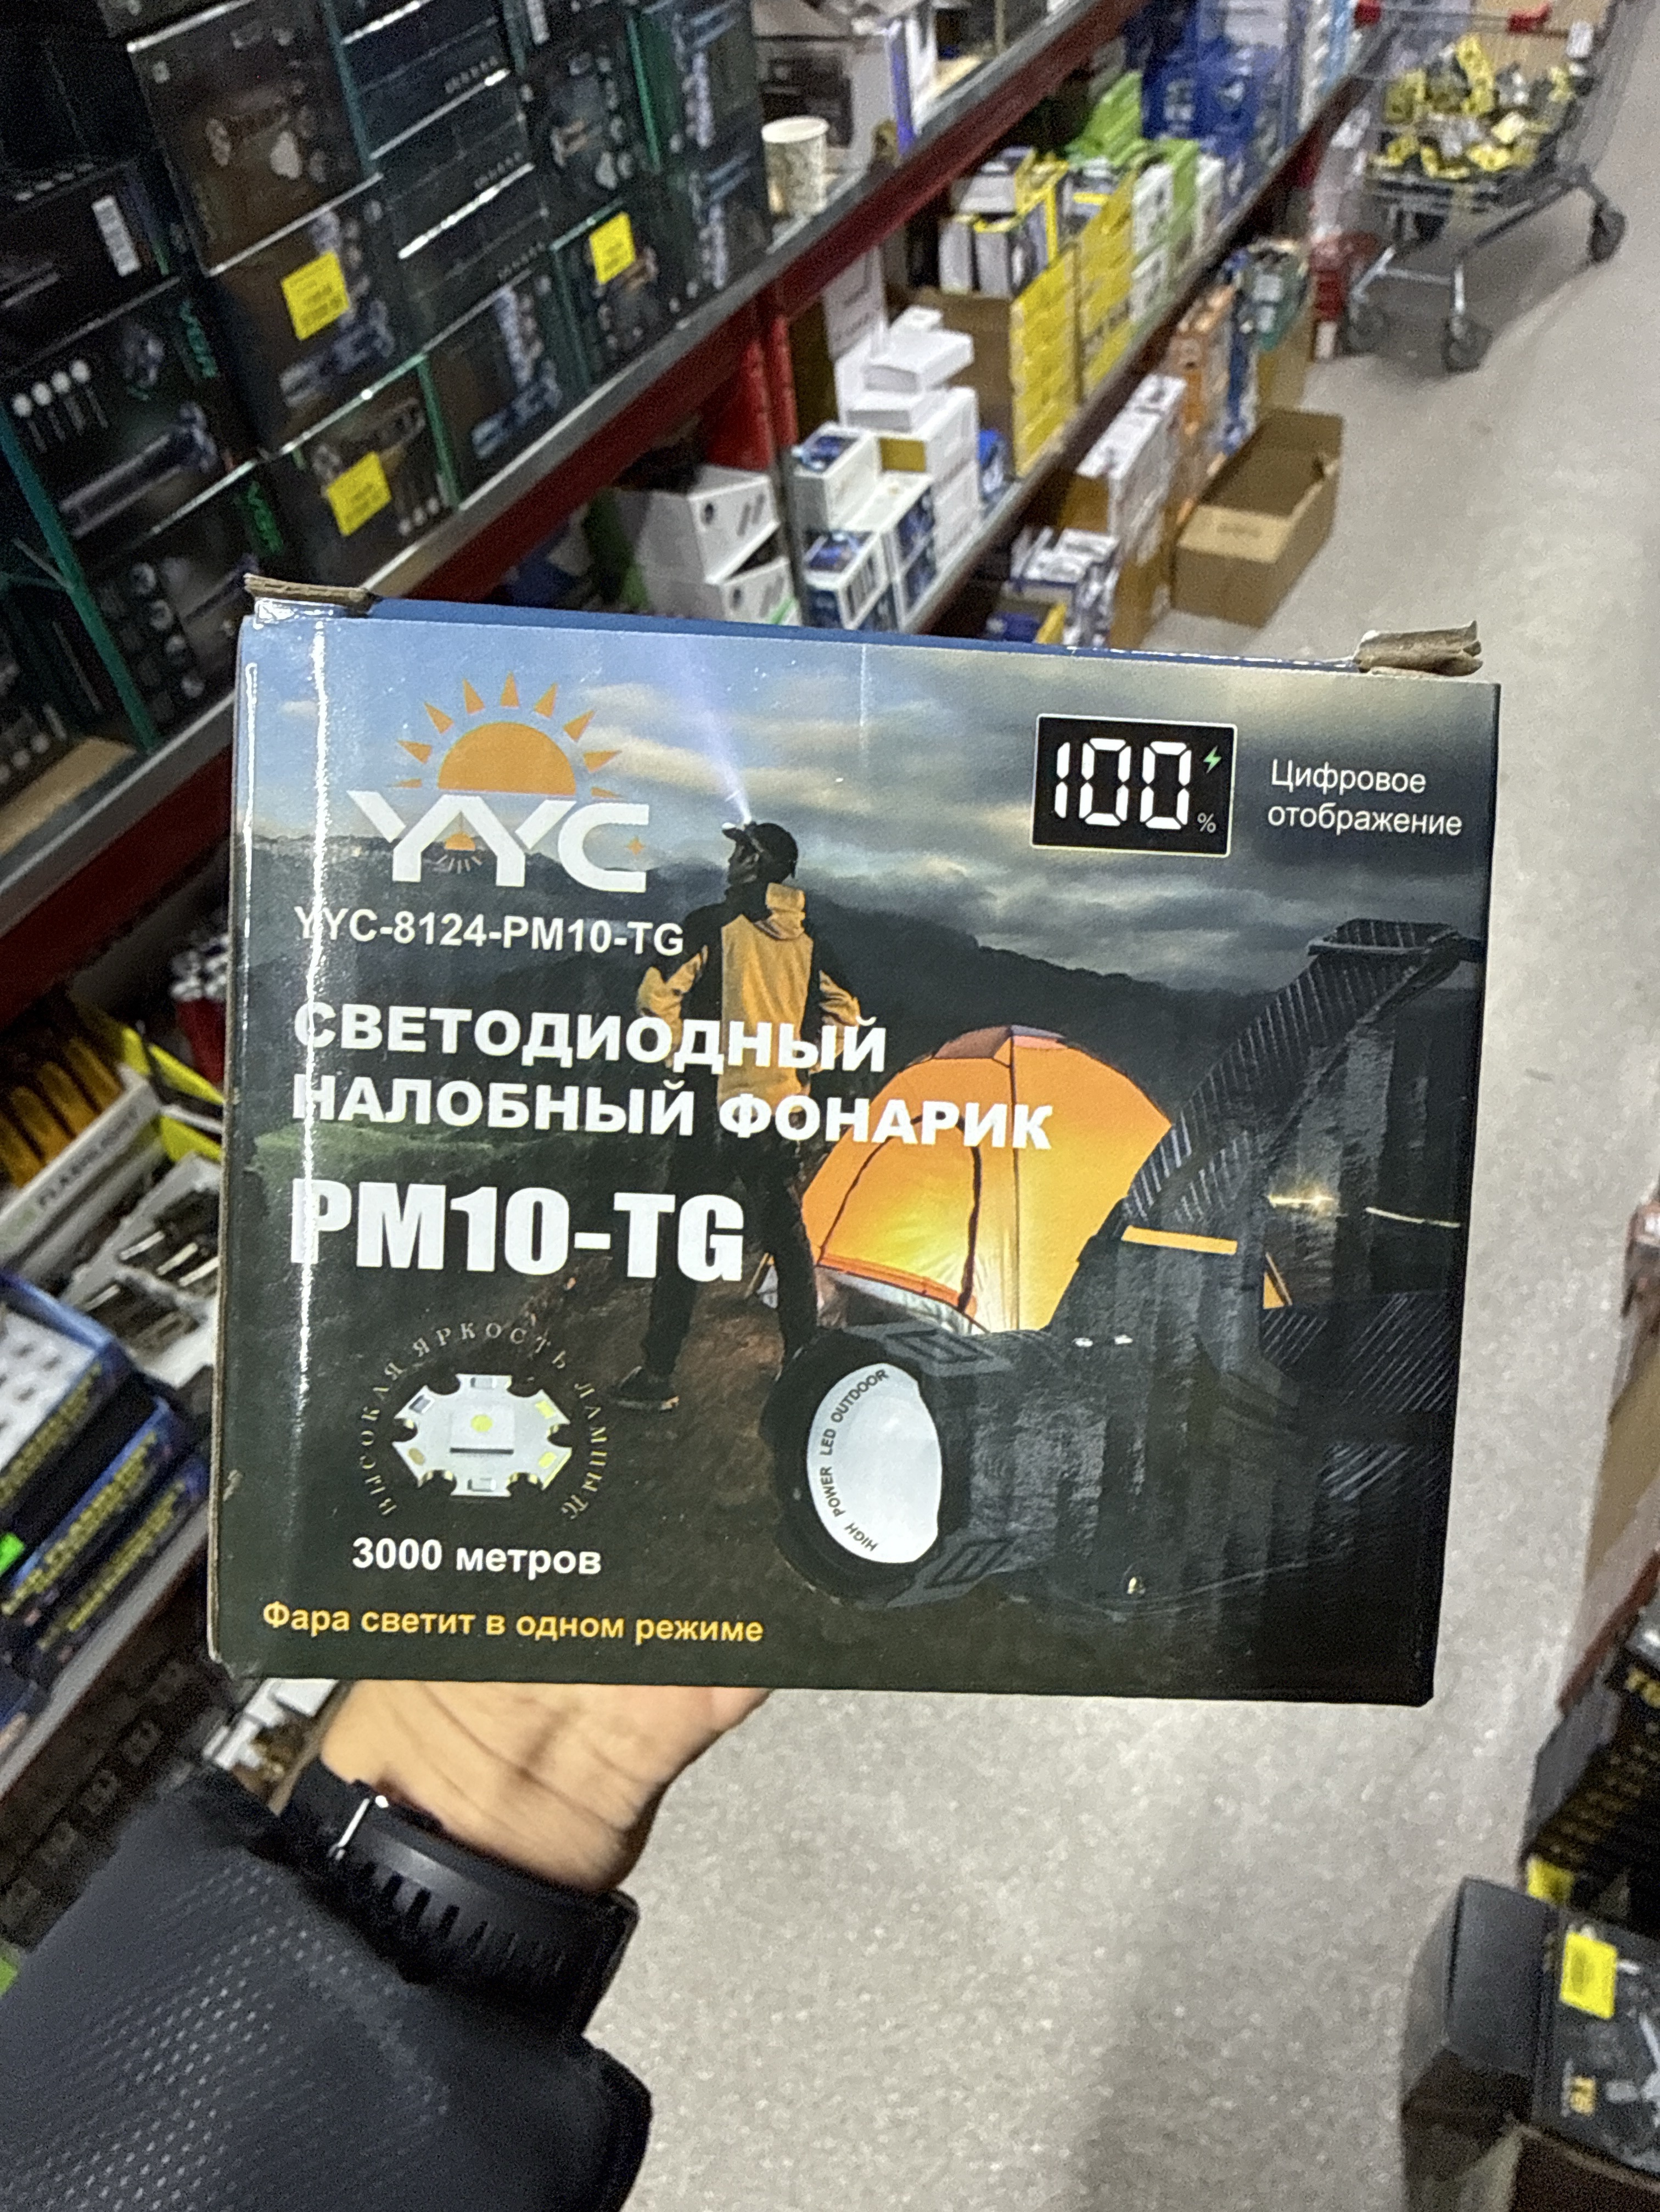 YYC
YYC-8124-PM10-TG
100%
Цифровое
отображение
СВЕТОДИОДНЫЙ
НАЛОБНЫЙ ФОНАРИК
PM10-TG
ВЫСОКАЯ ЯРКОСТЬ ЛАМПЫ TG
HIGH POWER LED OUTDOOR
3000 метров
Фара светит в одном режиме